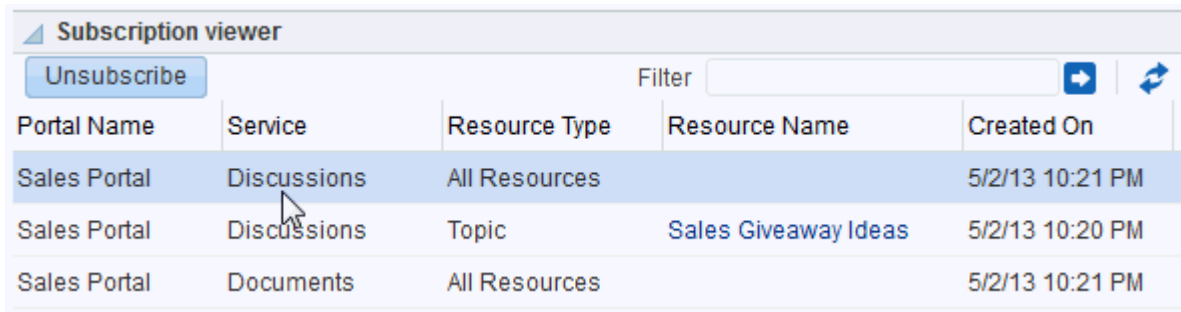 Subscription viewer
Unsubscribe Filter
Portal Name Service Resource Type Resource Name Created On
Sales Portal Discussions All Resources 5/2/13 10:21 PM
Sales Portal Discussions Topic Sales Giveaway Ideas 5/2/13 10:20 PM
Sales Portal Documents All Resources 5/2/13 10:21 PM